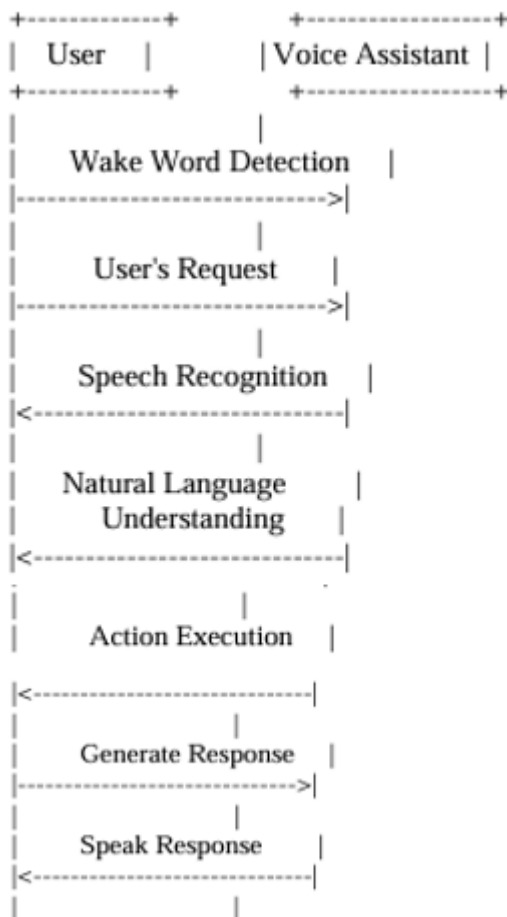 +-------------+ +-----------------+
| User | | Voice Assistant |
+-------------+ +-----------------+
| |
Wake Word Detection |
|--------------------------->|
| |
| User's Request |
|--------------------------->|
| |
| Speech Recognition |
|<---------------------------|
| |
| Natural Language |
| Understanding |
|<---------------------------|
| |
| Action Execution |
|<-------------------------|
| |
| Generate Response |
|------------------------->|
| |
| Speak Response |
|<-------------------------|
| |